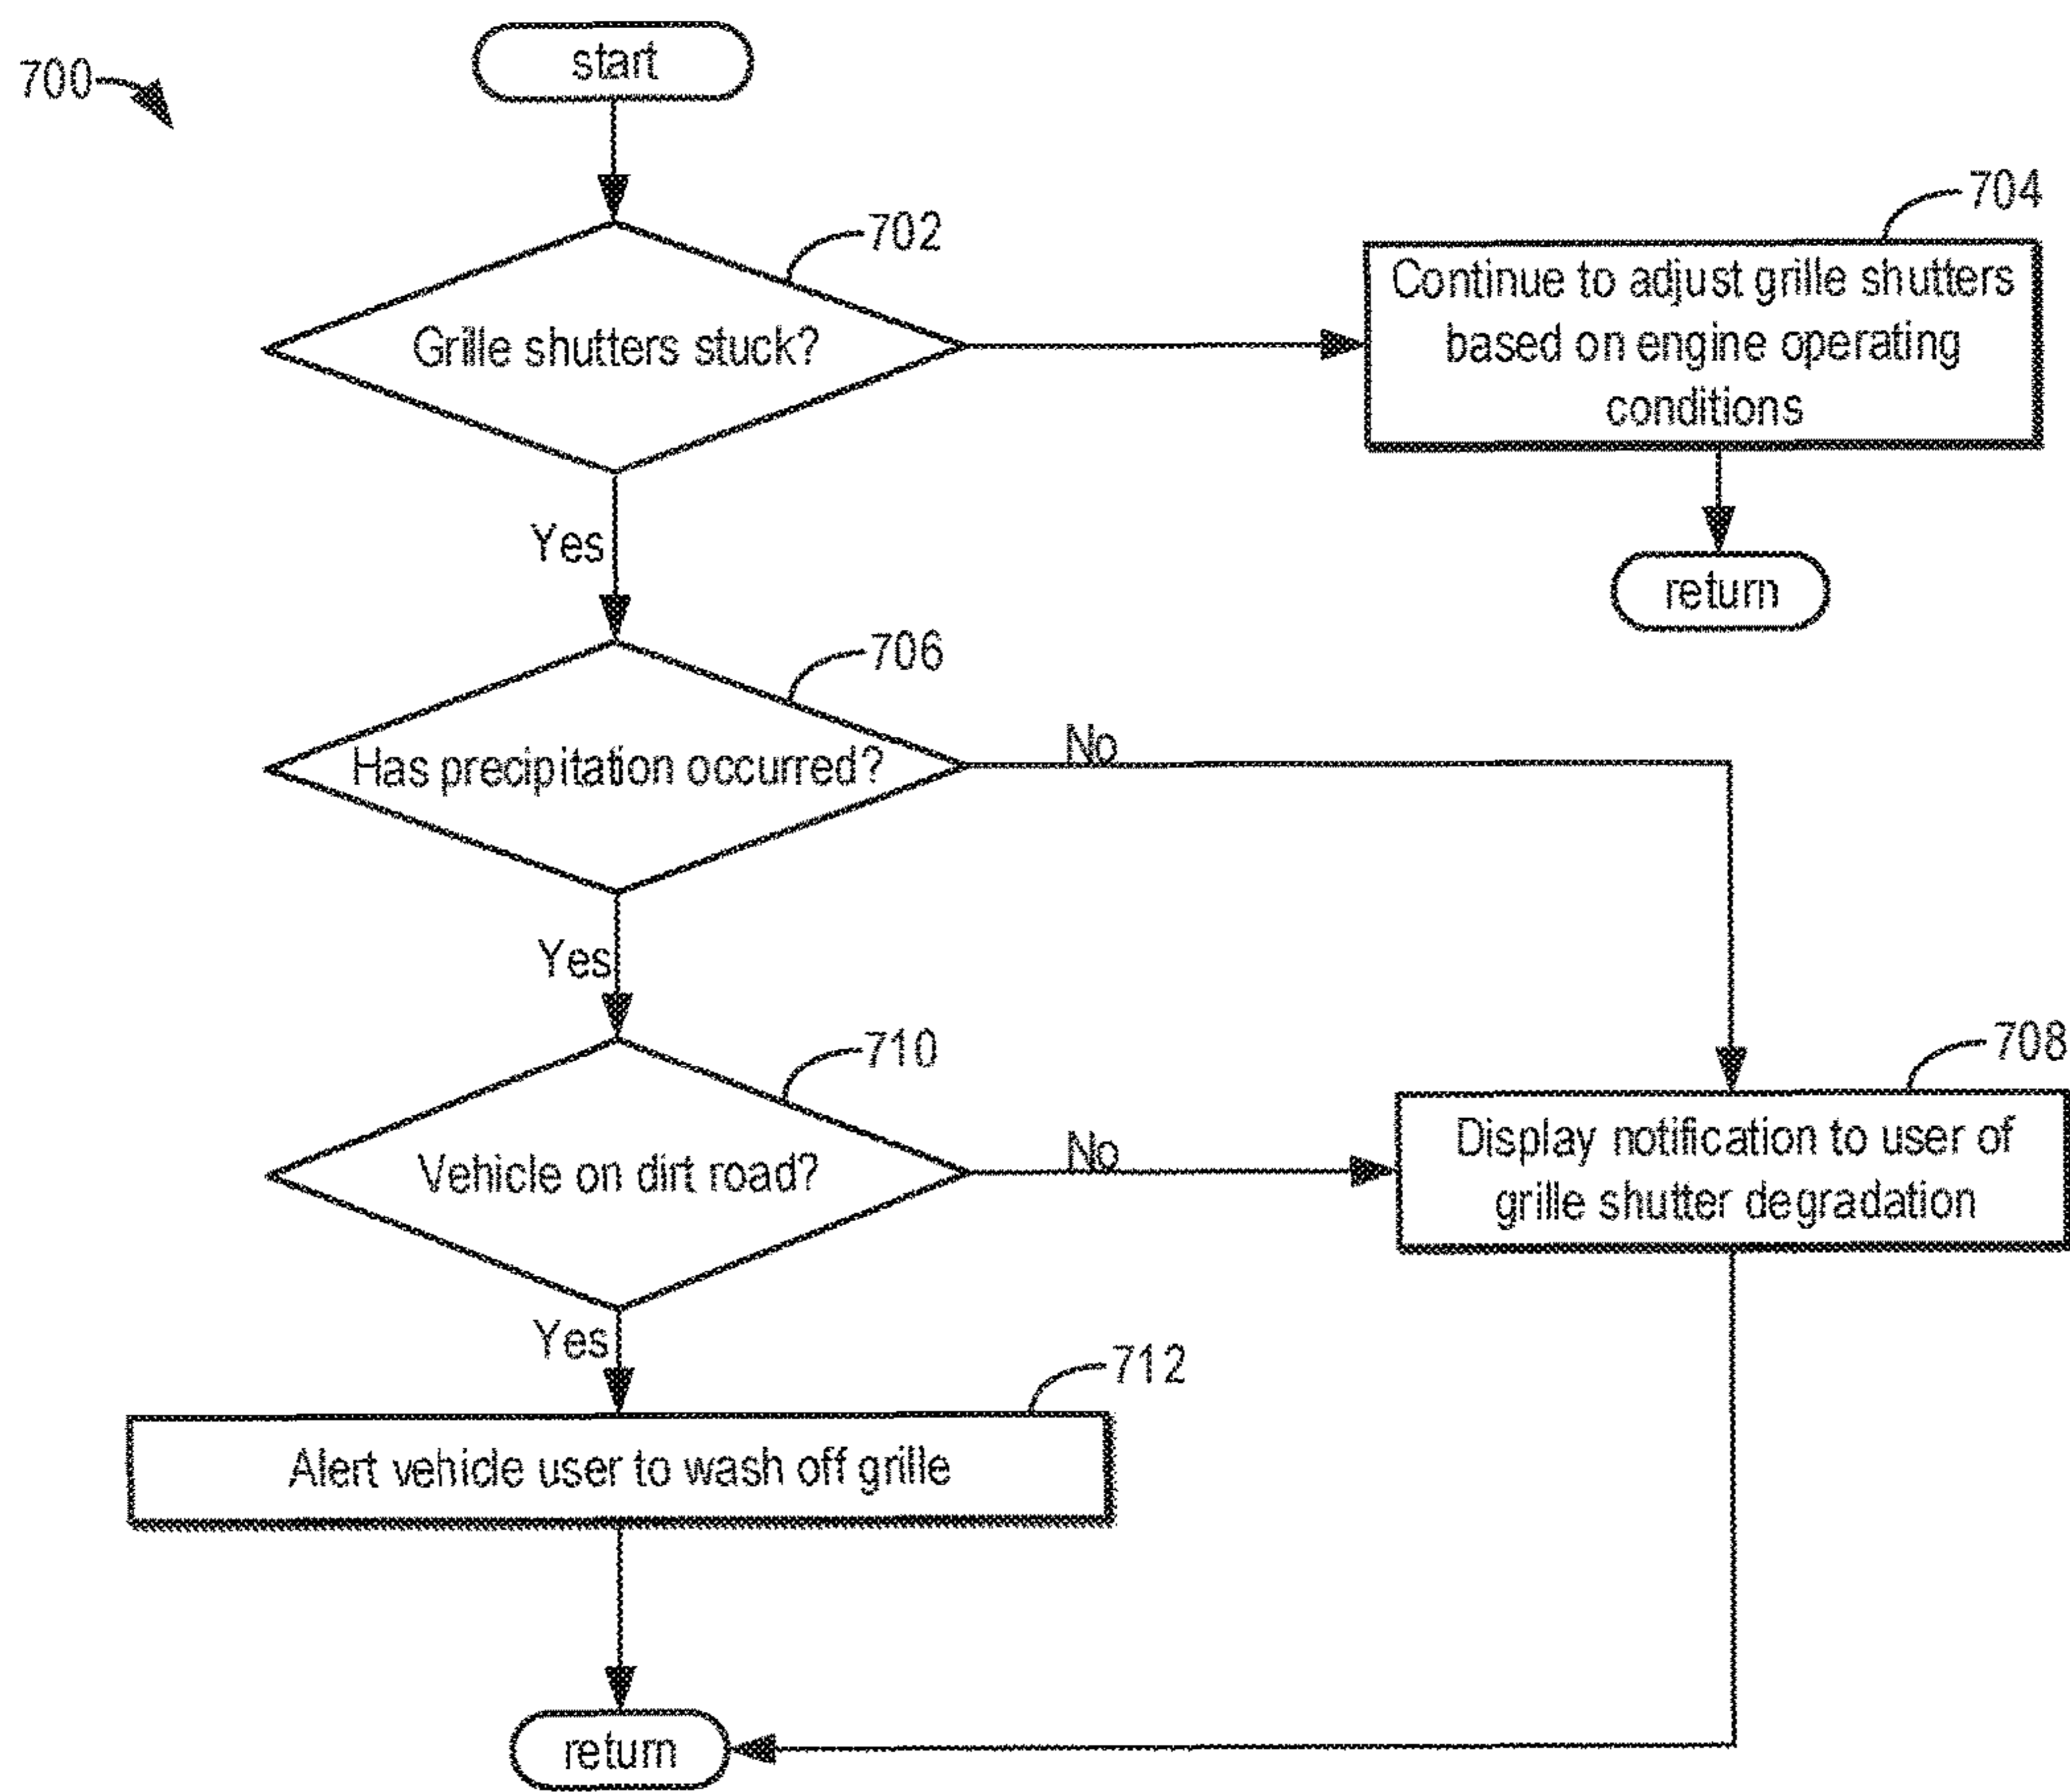 700
start
702
Grille shutters stuck?
704
Continue to adjust grille shutters
based on engine operating
conditions
return
Yes
706
Has precipitation occurred?
No
Yes
710
Vehicle on dirt road?
No
708
Display notification to user of
grille shutter degradation
Yes
712
Alert vehicle user to wash off grille
return